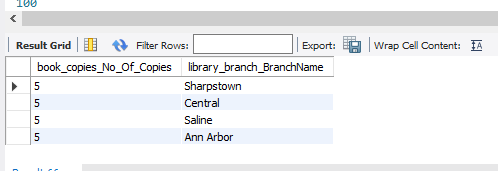 100
Result Grid Filter Rows: Export: Wrap Cell Content:
book_copies_No_Of_Copies library_branch_BranchName
5 Sharpstown
5 Central
5 Saline
5 Ann Arbor